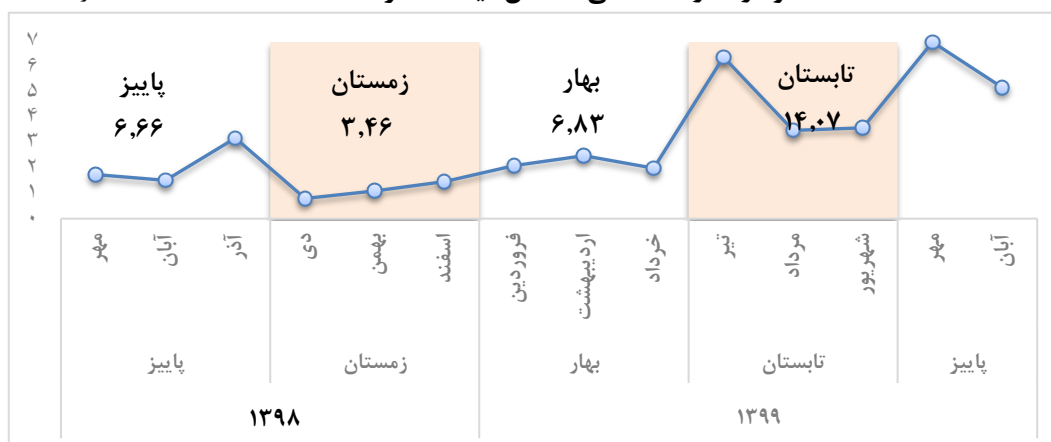 ۷
۶
۵
۴
۳
۲
۱
۰
پاییز
۶,۶۶
زمستان
۳,۴۶
بهار
۶,۸۳
تابستان
۱۴,۰۷
مهر
آبان
آذر
دی
بهمن
اسفند
فروردین
اردیبهشت
خرداد
تیر
مرداد
شهریور
مهر
آبان
پاییز
زمستان
بهار
تابستان
پاییز
۱۳۹۸
۱۳۹۹